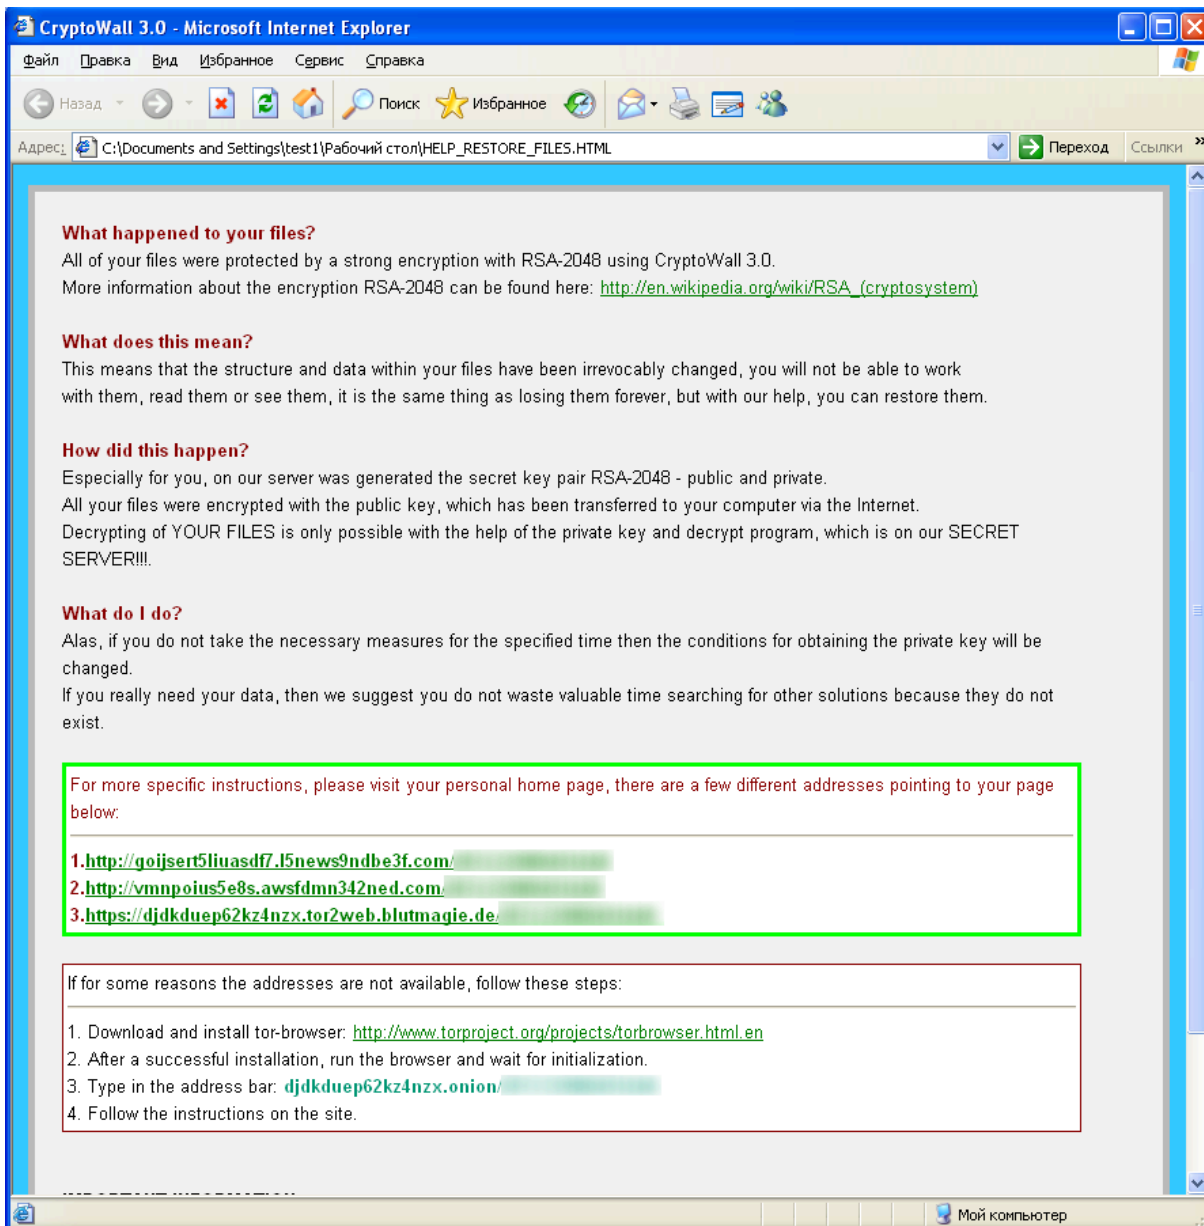 CryptoWall 3.0 - Microsoft Internet Explorer
Файл Правка Вид Избранное Сервис Справка
Назад Поиск Избранное
Адрес: C:\Documents and Settings\test1\Рабочий стол\HELP_RESTORE_FILES.HTML Переход Ссылки »
What happened to your files?
All of your files were protected by a strong encryption with RSA-2048 using CryptoWall 3.0.
More information about the encryption RSA-2048 can be found here: http://en.wikipedia.org/wiki/RSA_(cryptosystem)
What does this mean?
This means that the structure and data within your files have been irrevocably changed, you will not be able to work
with them, read them or see them, it is the same thing as losing them forever, but with our help, you can restore them.
How did this happen?
Especially for you, on our server was generated the secret key pair RSA-2048 - public and private.
All your files were encrypted with the public key, which has been transferred to your computer via the Internet.
Decrypting of YOUR FILES is only possible with the help of the private key and decrypt program, which is on our SECRET
SERVER!!!.
What do I do?
Alas, if you do not take the necessary measures for the specified time then the conditions for obtaining the private key will be
changed.
If you really need your data, then we suggest you do not waste valuable time searching for other solutions because they do not
exist.
For more specific instructions, please visit your personal home page, there are a few different addresses pointing to your page
below:
1.http://goijsert5liuasdf7.l5news9ndbe3f.com/
2.http://vmnpoius5e8s.awsfdmn342ned.com/
3.https://djdkduep62kz4nzx.tor2web.blutmagie.de/
If for some reasons the addresses are not available, follow these steps:
1. Download and install tor-browser: http://www.torproject.org/projects/torbrowser.html.en
2. After a successful installation, run the browser and wait for initialization.
3. Type in the address bar: djdkduep62kz4nzx.onion/
4. Follow the instructions on the site.
Мой компьютер